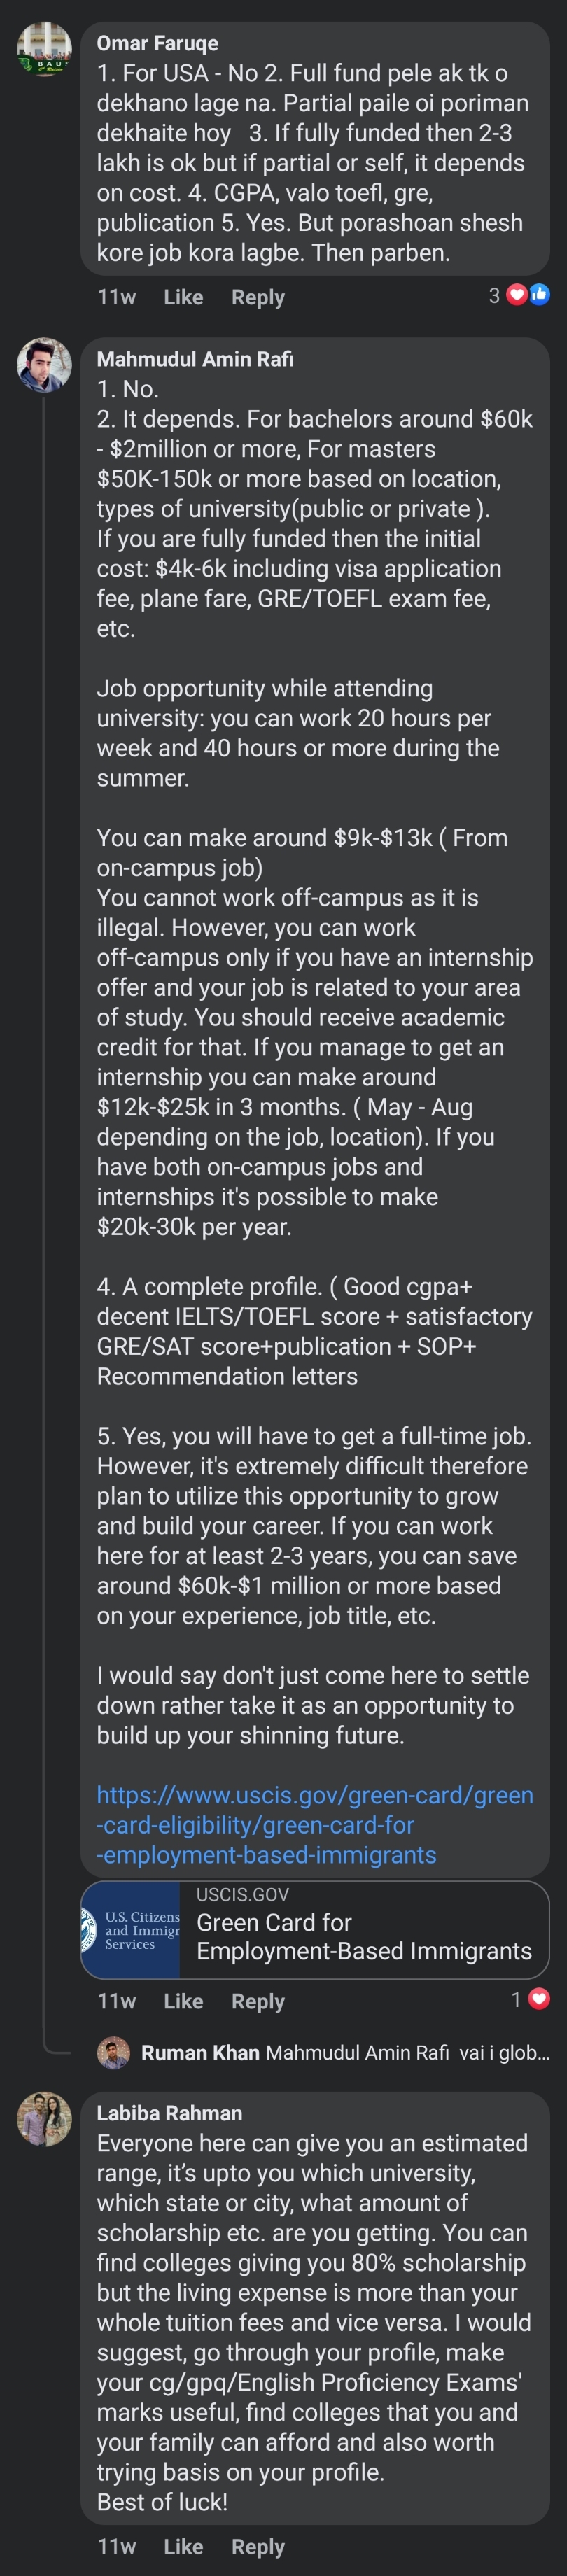 BAU
Omar Faruqe
1. For USA - No 2. Full fund pele ak tk o
dekhano lage na. Partial paile oi poriman
dekhaite hoy   3. If fully funded then 2-3
lakh is ok but if partial or self, it depends
on cost. 4. CGPA, valo toefl, gre,
publication 5. Yes. But porashoan shesh
kore job kora lagbe. Then parben.
11w Like Reply 3
Mahmudul Amin Rafi
1. No.
2. It depends. For bachelors around $60k
- $2million or more, For masters
$50K-150k or more based on location,
types of university(public or private ).
If you are fully funded then the initial
cost: $4k-6k including visa application
fee, plane fare, GRE/TOEFL exam fee,
etc.
Job opportunity while attending
university: you can work 20 hours per
week and 40 hours or more during the
summer.
You can make around $9k-$13k ( From
on-campus job)
You cannot work off-campus as it is
illegal. However, you can work
off-campus only if you have an internship
offer and your job is related to your area
of study. You should receive academic
credit for that. If you manage to get an
internship you can make around
$12k-$25k in 3 months. ( May - Aug
depending on the job, location). If you
have both on-campus jobs and
internships it's possible to make
$20k-30k per year.
4. A complete profile. ( Good cgpa+
decent IELTS/TOEFL score + satisfactory
GRE/SAT score+publication + SOP+
Recommendation letters
5. Yes, you will have to get a full-time job.
However, it's extremely difficult therefore
plan to utilize this opportunity to grow
and build your career. If you can work
here for at least 2-3 years, you can save
around $60k-$1 million or more based
on your experience, job title, etc.
I would say don't just come here to settle
down rather take it as an opportunity to
build up your shinning future.
https://www.uscis.gov/green-card/green
-card-eligibility/green-card-for
-employment-based-immigrants
USCIS.GOV
U.S. Citizens
and Immigr
Services
Green Card for
Employment-Based Immigrants
11w Like Reply 1
Ruman Khan Mahmudul Amin Rafi  vai i glob...
Labiba Rahman
Everyone here can give you an estimated
range, it’s upto you which university,
which state or city, what amount of
scholarship etc. are you getting. You can
find colleges giving you 80% scholarship
but the living expense is more than your
whole tuition fees and vice versa. I would
suggest, go through your profile, make
your cg/gpq/English Proficiency Exams'
marks useful, find colleges that you and
your family can afford and also worth
trying basis on your profile.
Best of luck!
11w Like Reply